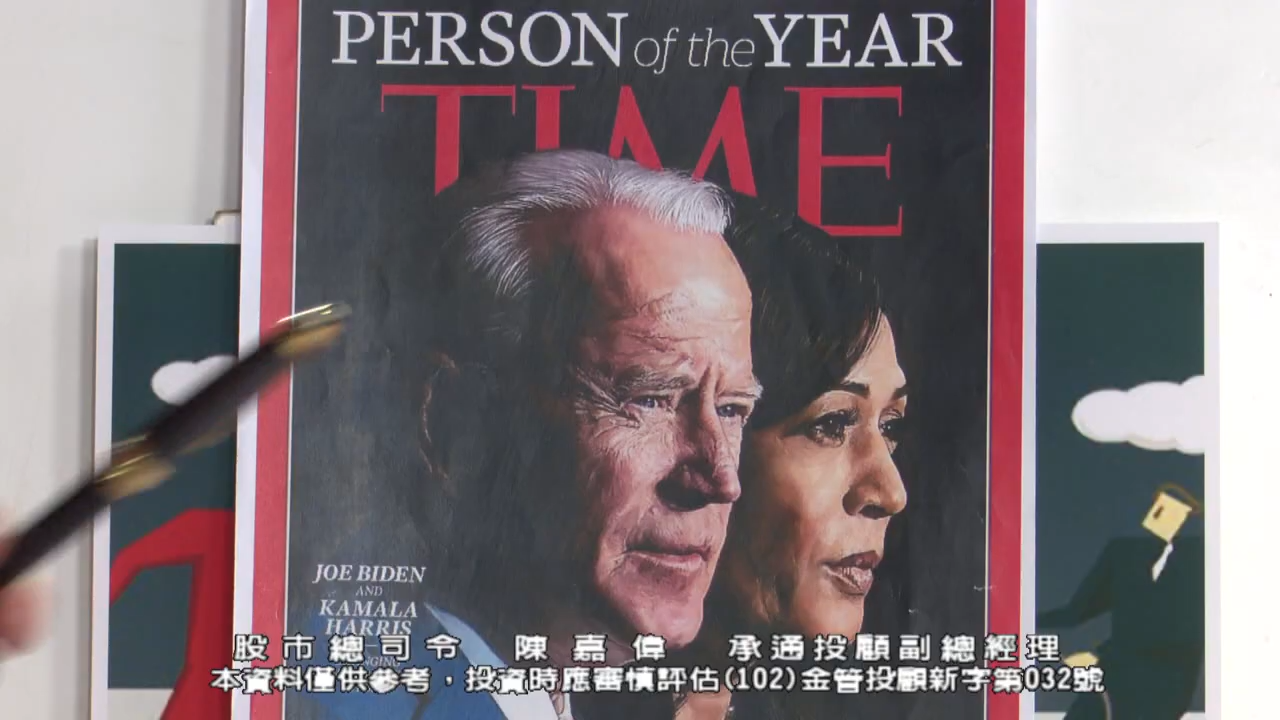 PERSON of the YEAR
TIME
JOE BIDEN
AND
KAMALA
HARRIS
股市總司令 陳嘉偉 承通投顧副總經理
本資料僅供參考，投資時應審慎評估(102)金管投顧新字第032號